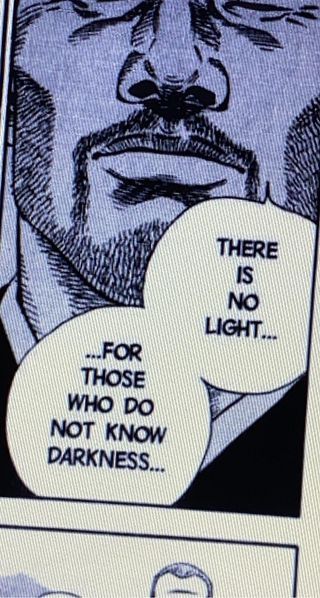 THERE
IS
NO
LIGHT...
...FOR
THOSE
WHO DO
NOT KNOW
DARKNESS...